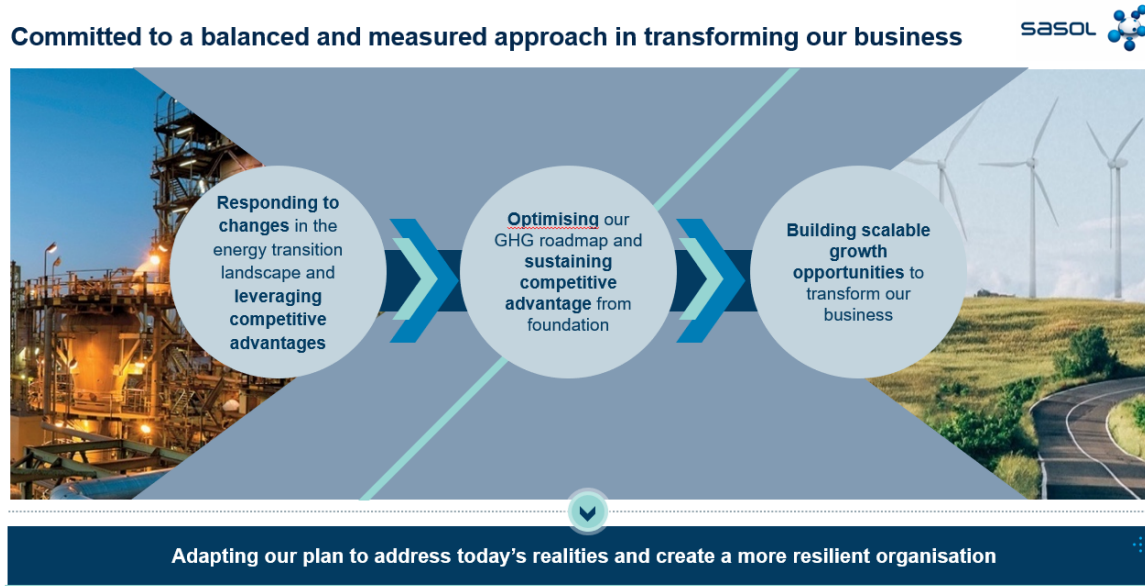 Committed to a balanced and measured approach in transforming our business
sasol
Responding to
changes in the
energy transition
landscape and
leveraging
competitive
advantages
Optimising our
GHG roadmap and
sustaining
competitive
advantage from
foundation
Building scalable
growth
opportunities to
transform our
business
Adapting our plan to address today's realities and create a more resilient organisation